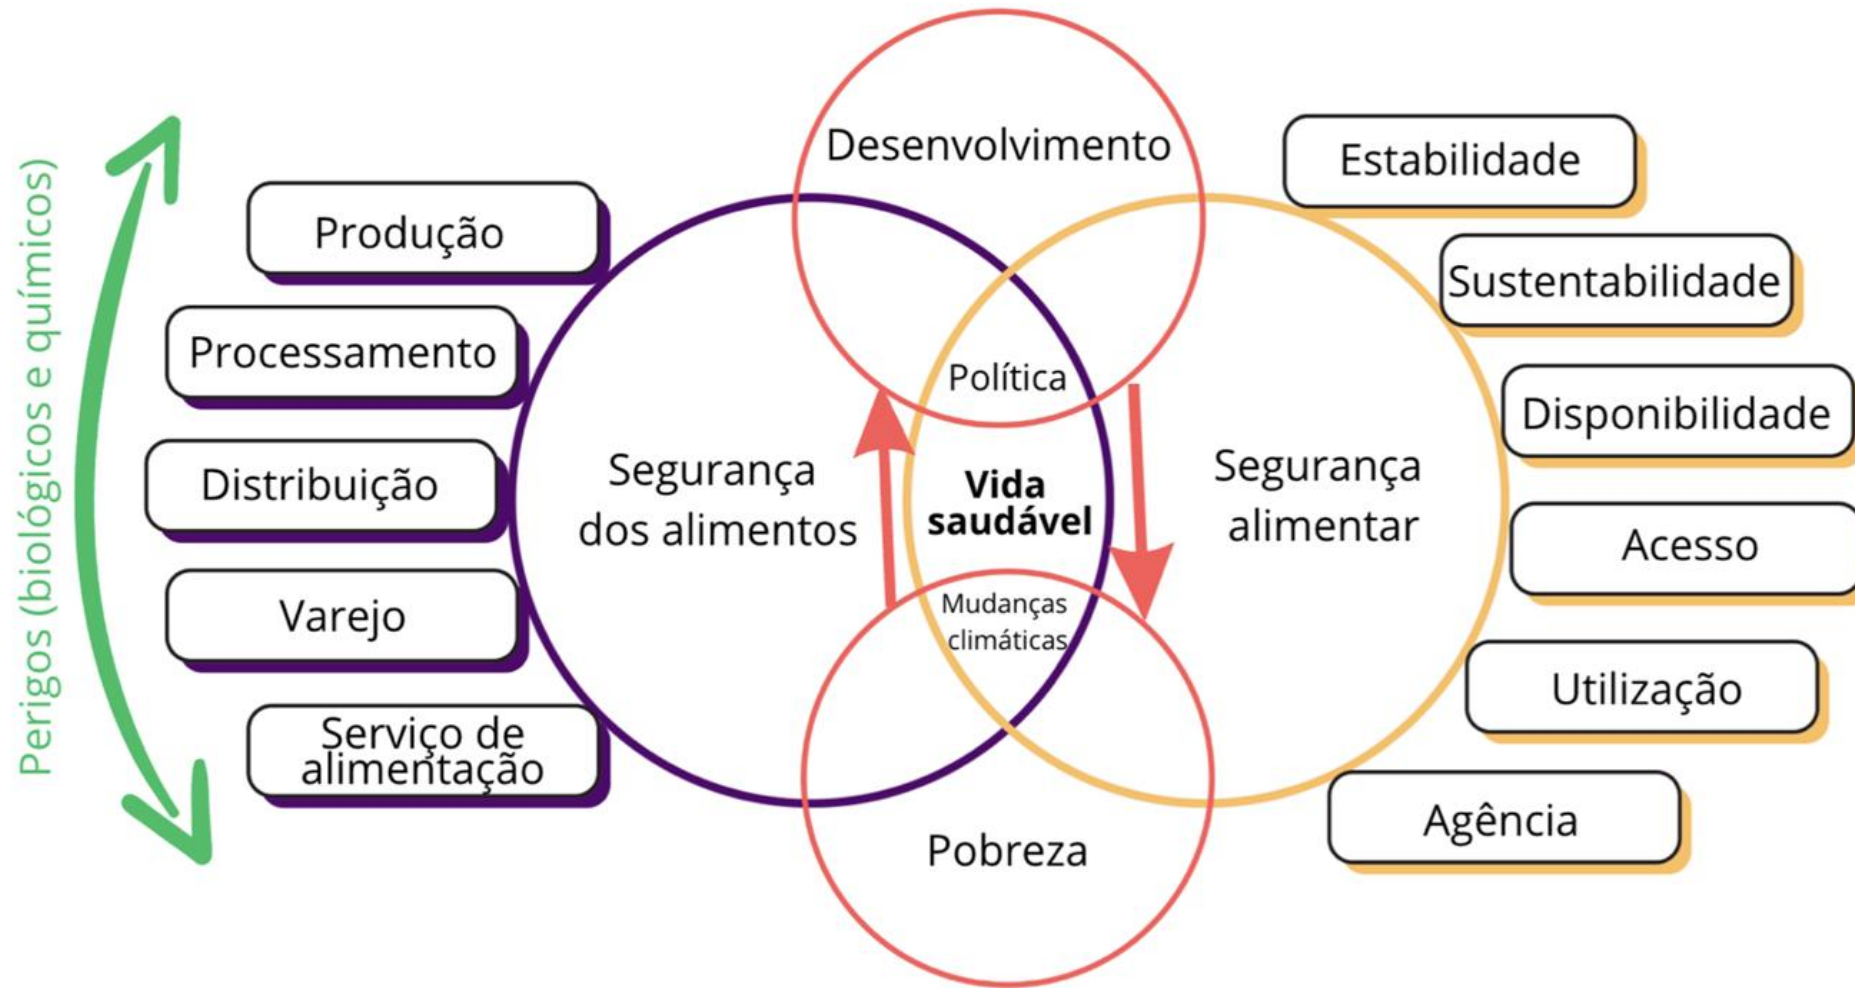 Perigos (biológicos e químicos)
Produção
Processamento
Distribuição
Varejo
Serviço de
alimentação
Segurança
dos alimentos
Desenvolvimento
Política
Vida
saudável
Mudanças
climáticas
Pobreza
Segurança
alimentar
Estabilidade
Sustentabilidade
Disponibilidade
Acesso
Utilização
Agência